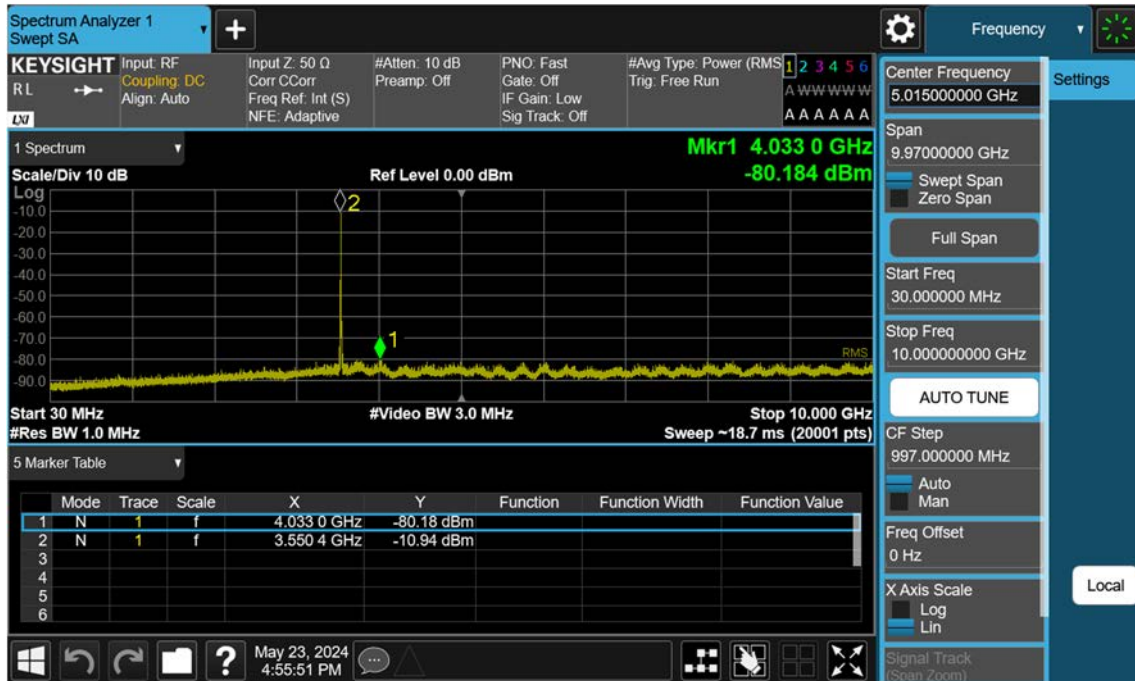 Spectrum Analyzer 1
Swept SA
Frequency
KEYSIGHT
RL
LXI
Input: RF
Coupling: DC
Align: Auto
Input Z: 50 Ω
Corr CCorr
Freq Ref: Int (S)
NFE: Adaptive
#Atten: 10 dB
Preamp: Off
PNO: Fast
Gate: Off
IF Gain: Low
Sig Track: Off
#Avg Type: Power (RMS
Trig: Free Run
1 2 3 4 5 6
A W W W W W
A A A A A A
1 Spectrum
Mkr1 4.033 0 GHz
Scale/Div 10 dB
Ref Level 0.00 dBm
-80.184 dBm
Log
-10.0
-20.0
-30.0
-40.0
-50.0
-60.0
-70.0
-80.0
-90.0
2
1
RMS
Start 30 MHz
#Video BW 3.0 MHz
Stop 10.000 GHz
#Res BW 1.0 MHz
Sweep ~18.7 ms (20001 pts)
5 Marker Table
Mode Trace Scale X Y Function Function Width Function Value
1 N 1 f 4.033 0 GHz -80.18 dBm
2 N 1 f 3.550 4 GHz -10.94 dBm
3
4
5
6
?
May 23, 2024
4:55:51 PM
Center Frequency
5.015000000 GHz
Span
9.97000000 GHz
Swept Span
Zero Span
Full Span
Start Freq
30.000000 MHz
Stop Freq
10.000000000 GHz
AUTO TUNE
CF Step
997.000000 MHz
Auto
Man
Freq Offset
0 Hz
X Axis Scale
Log
Lin
Signal Track
(Span Zoom)
Settings
Local